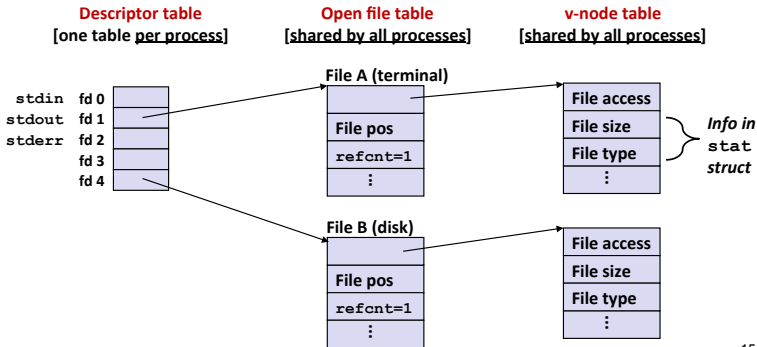 Descriptor table
[one table per process]
Open file table
[shared by all processes]
v-node table
[shared by all processes]
stdin fd 0
stdout fd 1
stderr fd 2
fd 3
fd 4
File A (terminal)
File pos
refcnt=1
⋮
File access
File size
File type
⋮
Info in
stat
struct
File B (disk)
File pos
refcnt=1
⋮
File access
File size
File type
⋮